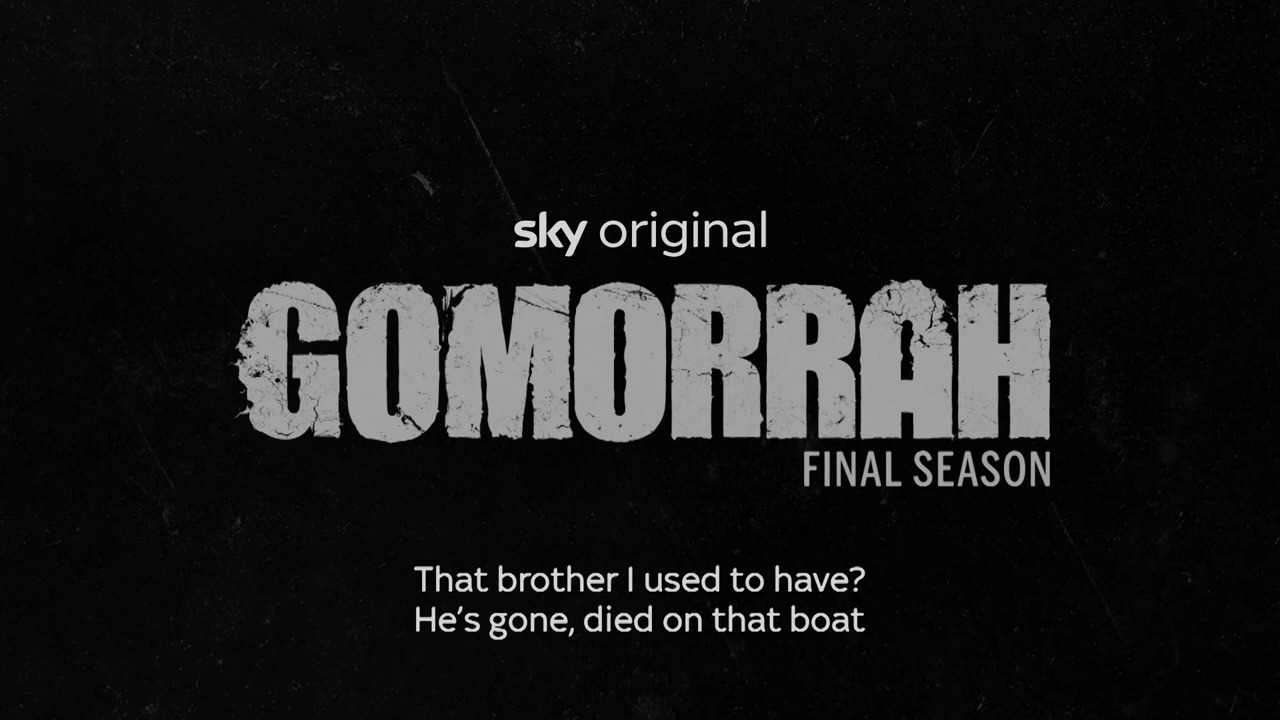 sky original
GOMORRAH
FINAL SEASON
That brother I used to have?
He's gone, died on that boat